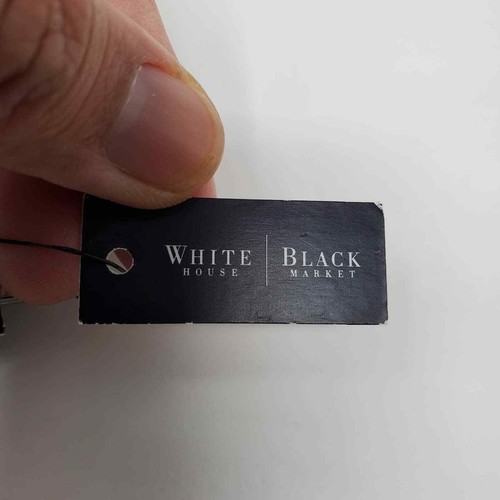 WHITE | BLACK
HOUSE MARKET